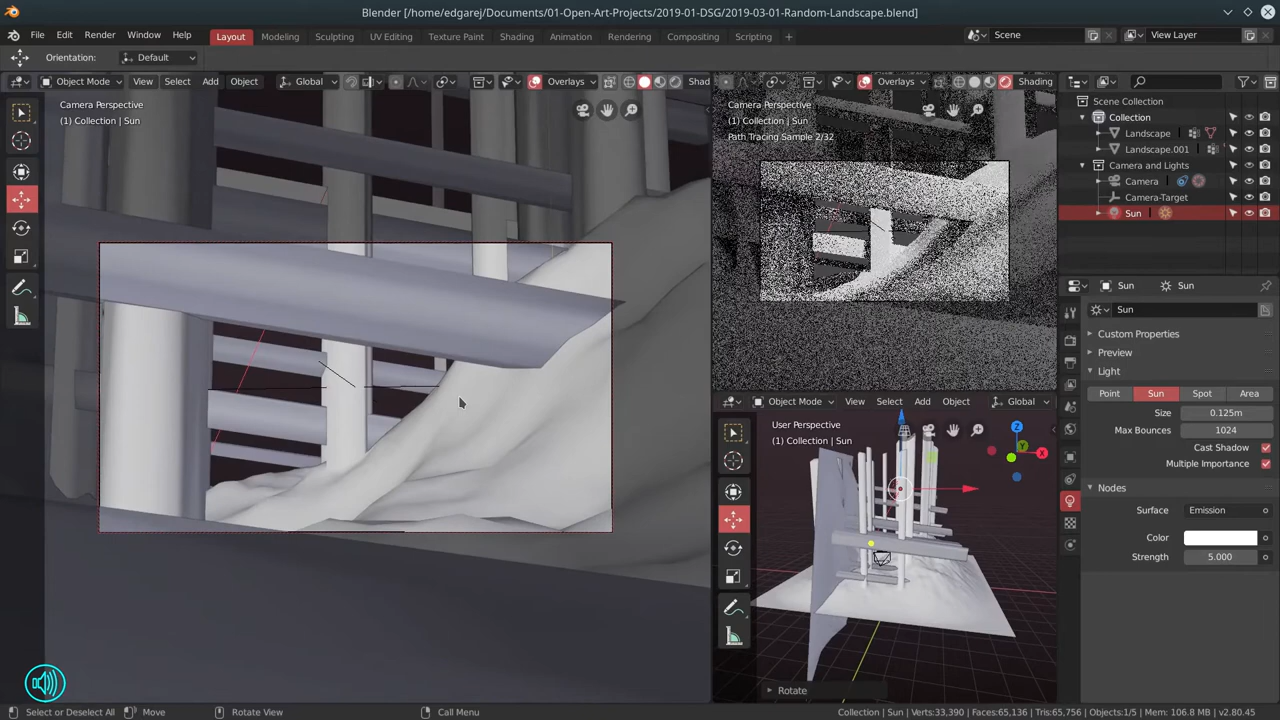 Blender [/home/edgarej/Documents/01-Open-Art-Projects/2019-01-DSG/2019-03-01-Random-Landscape.blend]
File Edit Render Window Help Layout Modeling Sculpting UV Editing Texture Paint Shading Animation Rendering Compositing Scripting Scene View Layer
Orientation: Default
Object Mode View Select Add Object Global Overlays Shad
Camera Perspective
(1) Collection | Sun
Overlays Shading
Camera Perspective
(1) Collection | Sun
Path Tracing Sample 2/32
Object Mode View Select Add Object Global
User Perspective
(1) Collection | Sun
Z
Y
X
Rotate
Scene Collection
Collection
Landscape
Landscape.001
Camera and Lights
Camera
Camera-Target
Sun
Sun Sun
Sun
Custom Properties
Preview
Light
Point Sun Spot Area
Size 0.125m
Max Bounces 1024
Cast Shadow
Multiple Importance
Nodes
Surface Emission
Color
Strength 5.000
Select or Deselect All Move Rotate View Call Menu Collection | Sun | Verts:33,390 | Faces:65,136 | Tris:65,756 | Objects:1/5 | Mem: 106.8 MB | v2.80.45